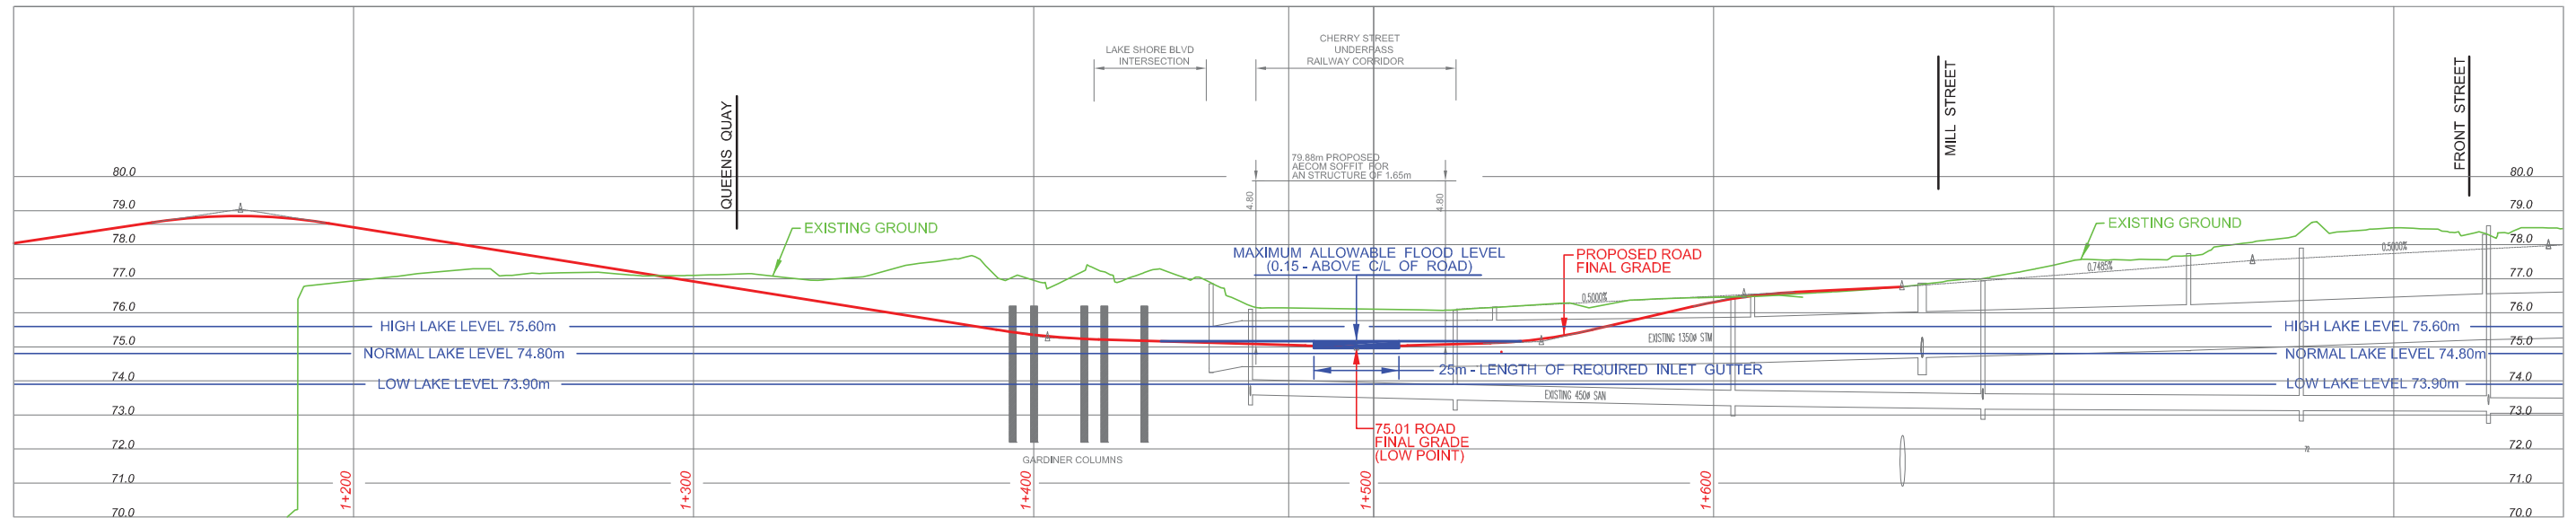 LAKE SHORE BLVD
INTERSECTION
CHERRY STREET
UNDERPASS
RAILWAY CORRIDOR
QUEENS QUAY
MILL STREET
FRONT STREET
79.88m PROPOSED
AECOM SOFFIT FOR
AN STRUCTURE OF 1.65m
4.80
4.80
80.0
79.0
78.0
77.0
76.0
75.0
74.0
73.0
72.0
71.0
70.0
EXISTING GROUND
MAXIMUM ALLOWABLE FLOOD LEVEL
(0.15 - ABOVE C/L OF ROAD)
PROPOSED ROAD
FINAL GRADE
EXISTING GROUND
0.5000%
0.7485%
0.5000%
HIGH LAKE LEVEL 75.60m
NORMAL LAKE LEVEL 74.80m
LOW LAKE LEVEL 73.90m
EXISTING 1350ø STM
25m - LENGTH OF REQUIRED INLET GUTTER
EXISTING 450ø SAN
75.01 ROAD
FINAL GRADE
(LOW POINT)
GARDINER COLUMNS
HIGH LAKE LEVEL 75.60m
NORMAL LAKE LEVEL 74.80m
LOW LAKE LEVEL 73.90m
80.0
79.0
78.0
77.0
76.0
75.0
74.0
73.0
72.0
71.0
70.0
1+200
1+300
1+400
1+500
1+600